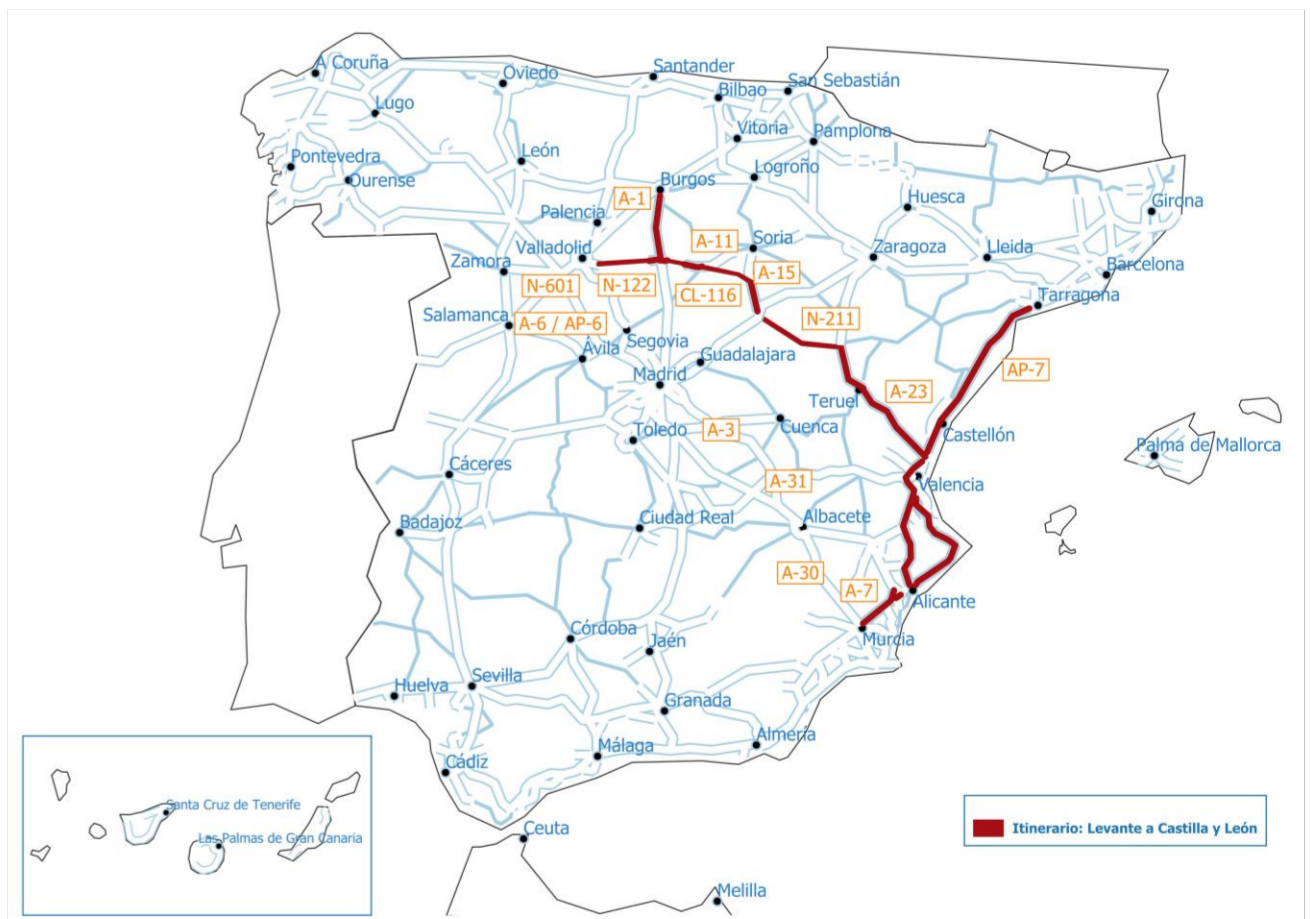 A Coruña
Oviedo
Santander
San Sebastián
Bilbao
Lugo
Vitoria
Pamplona
León
Pontevedra
Ourense
Logroño
Burgos
A-1
Huesca
Girona
Palencia
A-11
Soria
Valladolid
Zaragoza
Lleida
Zamora
A-15
Barcelona
N-601
N-122
CL-116
Tarragona
Salamanca
A-6 / AP-6
N-211
Segovia
Ávila
Guadalajara
Madrid
AP-7
Teruel
A-23
Toledo
A-3
Cuenca
Castellón
Palma de Mallorca
Cáceres
A-31
Valencia
Badajoz
Ciudad Real
Albacete
A-30
A-7
Alicante
Córdoba
Jaén
Murcia
Huelva
Sevilla
Granada
Almería
Málaga
Cádiz
Santa Cruz de Tenerife
Las Palmas de Gran Canaria
Ceuta
Itinerario: Levante a Castilla y León
Melilla